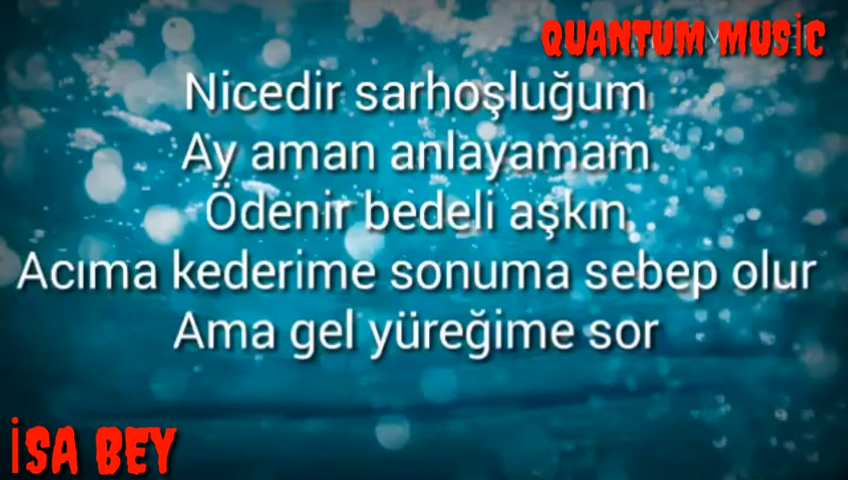 QUANTUM MUSİC
Nicedir sarhoşluğum
Ay aman anlayamam
Ödenir bedeli aşkın
Acıma kederime sonuma sebep olur
Ama gel yüreğime sor
İSA BEY